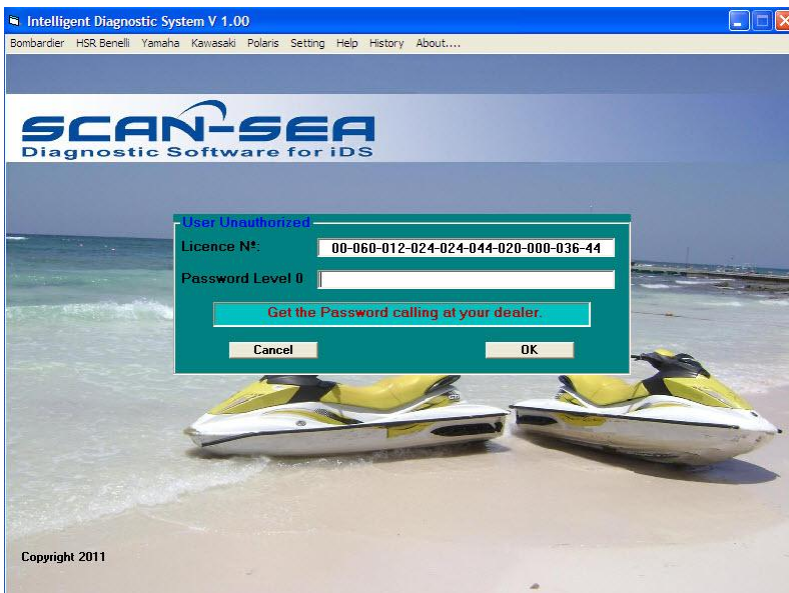 Intelligent Diagnostic System V 1.00
Bombardier HSR Benelli Yamaha Kawasaki Polaris Setting Help History About....
SCAN-SEA
Diagnostic Software for iDS
User Unauthorized
Licence Nº: 00-060-012-024-024-044-020-000-036-44
Password Level 0
Get the Password calling at your dealer.
Cancel OK
Copyright 2011